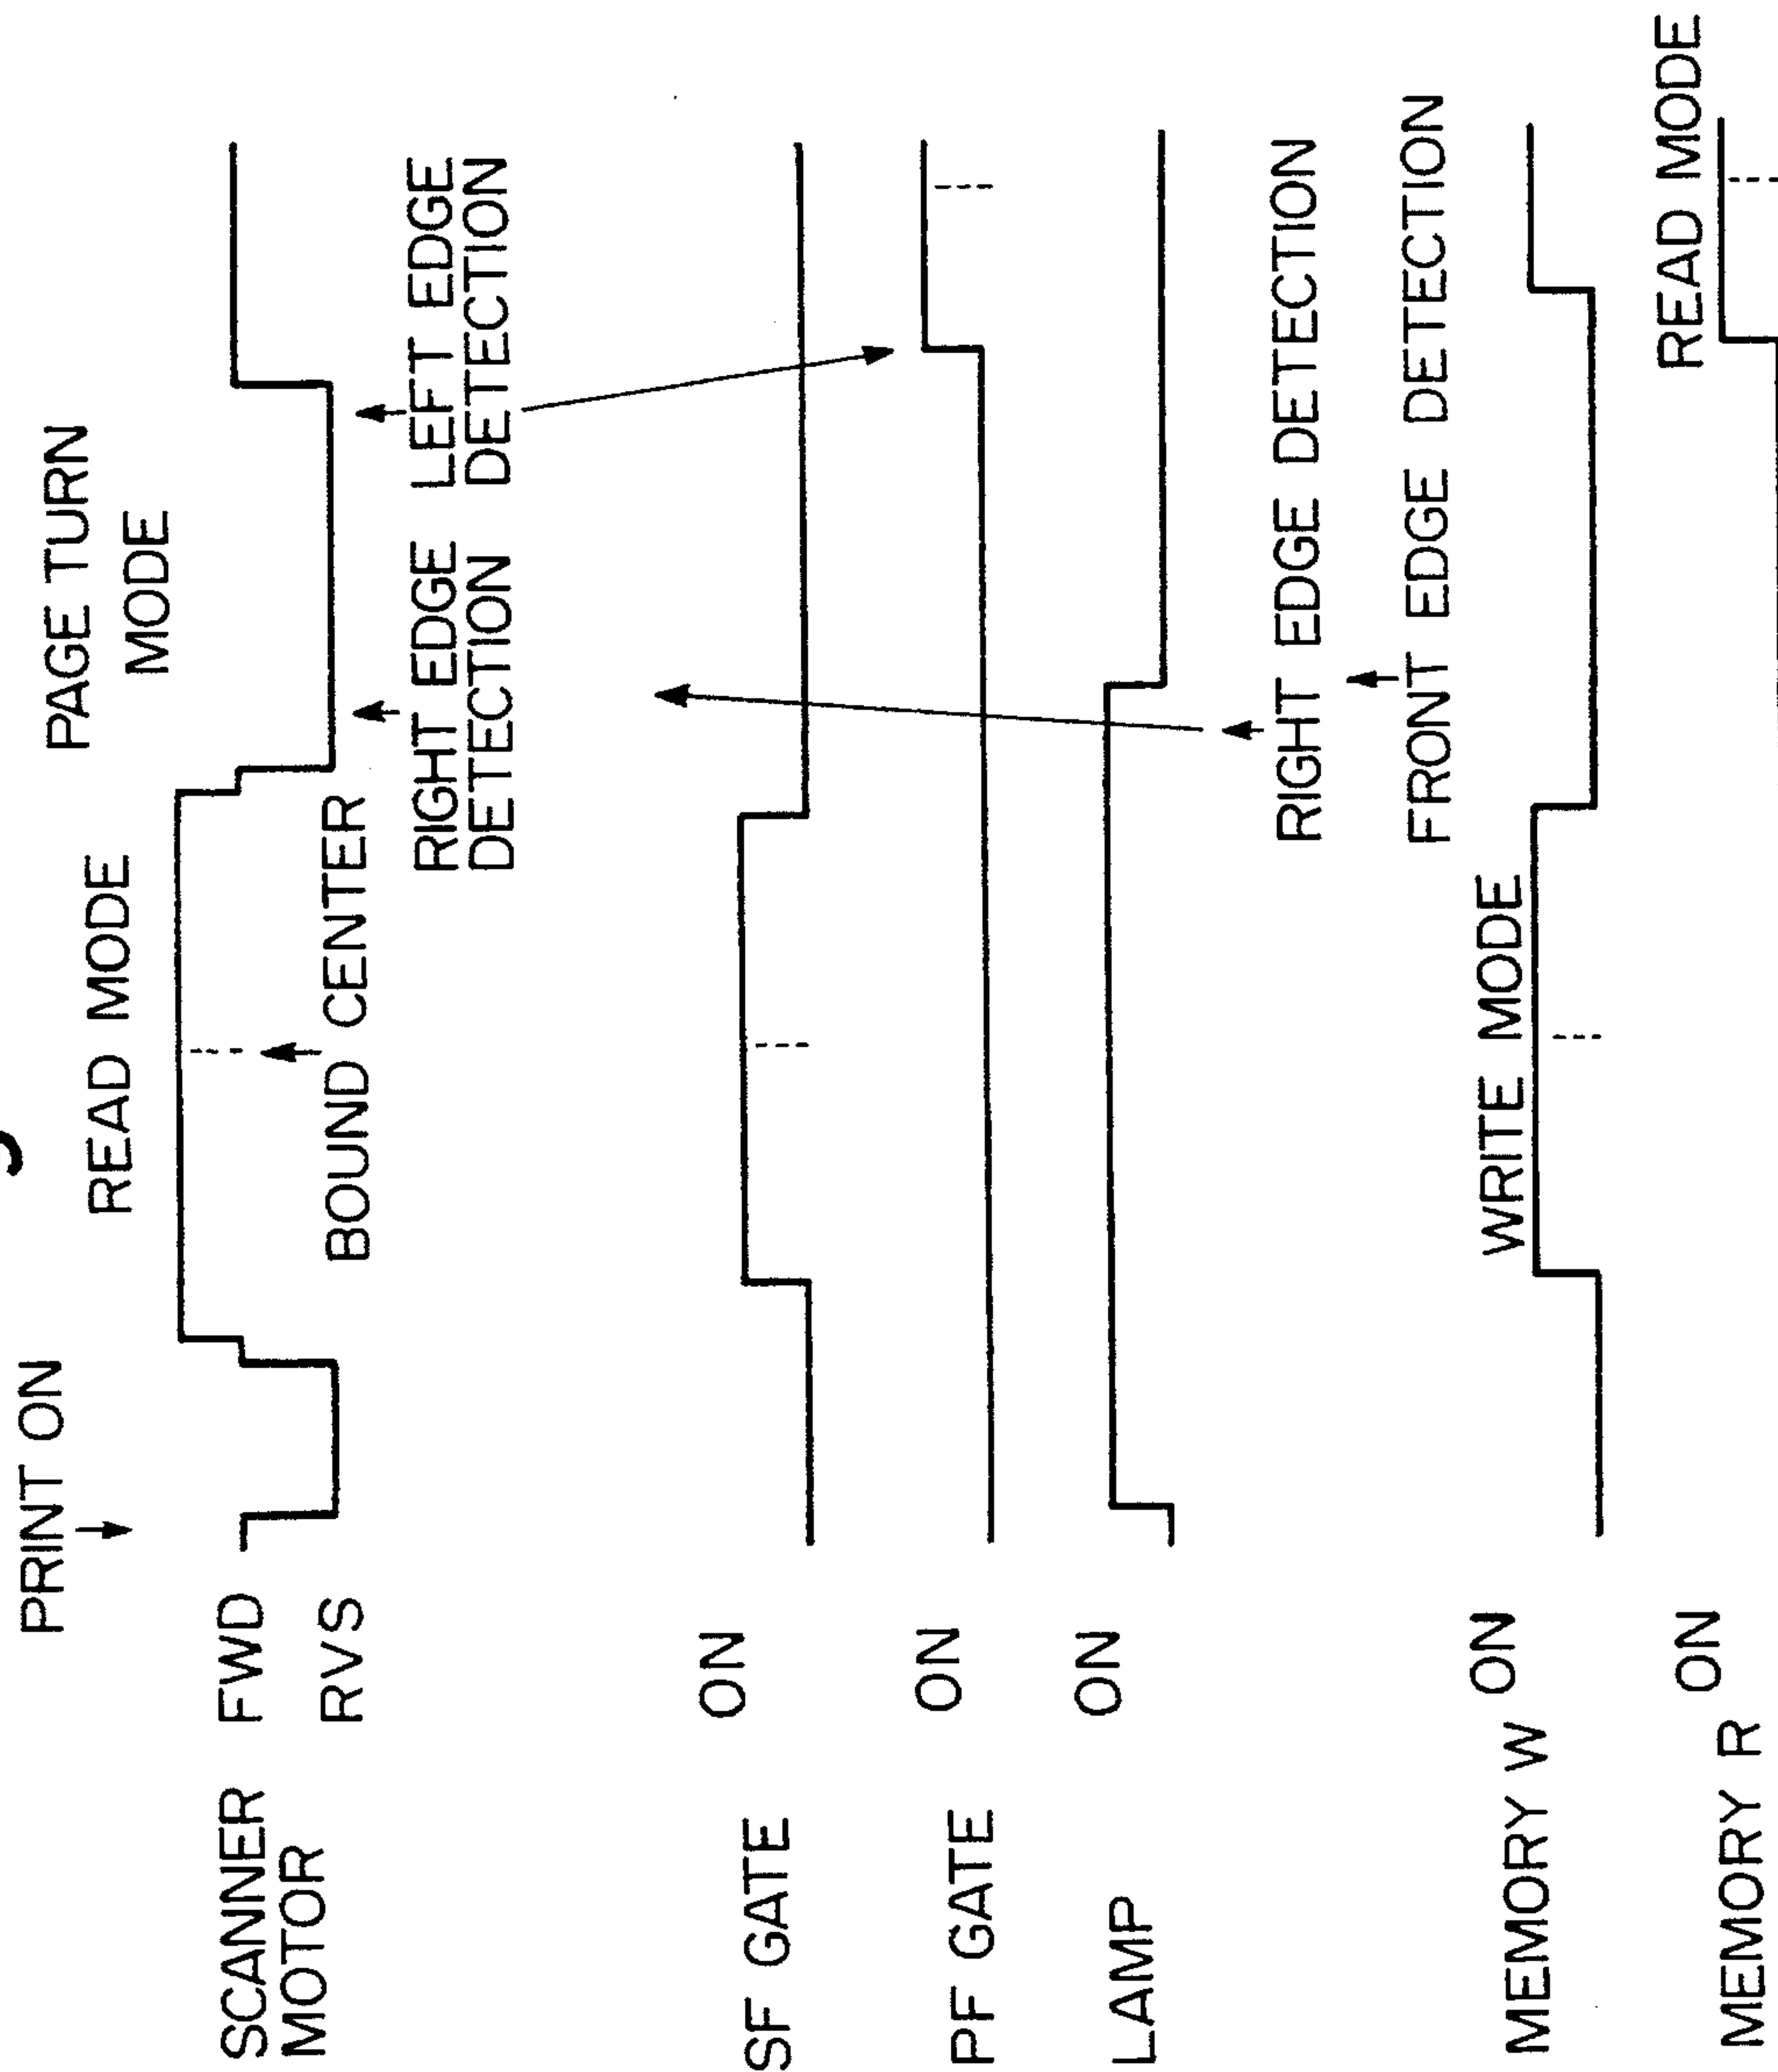 PRINT ON
READ MODE
PAGE TURN
MODE
SCANNER
MOTOR
FWD
RVS
BOUND CENTER
RIGHT EDGE
DETECTION
LEFT EDGE
DETECTION
SF GATE
ON
PF GATE
ON
LAMP
ON
RIGHT EDGE DETECTION
FRONT EDGE DETECTION
MEMORY W
ON
WRITE MODE
MEMORY R
ON
READ MODE